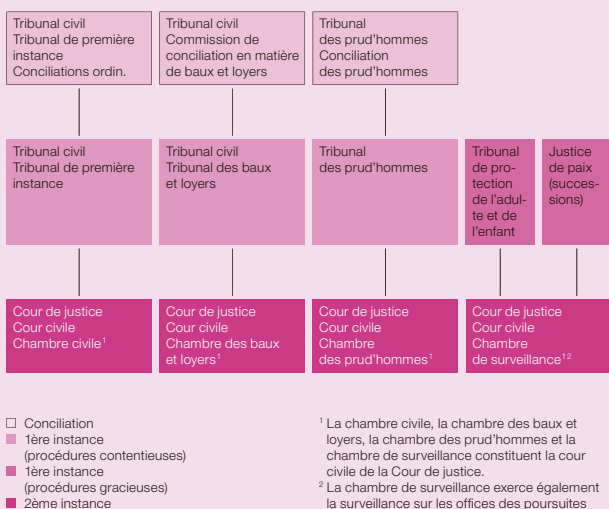 Tribunal civil
Tribunal de première
instance
Conciliations ordin.
Tribunal civil
Commission de
conciliation en matière
de baux et loyers
Tribunal
des prud'hommes
Conciliation
des prud'hommes
Tribunal civil
Tribunal de première
instance
Tribunal civil
Tribunal des baux
et loyers
Tribunal
des prud'hommes
Tribunal
de pro-
tection
de l'adul-
te et de
l'enfant
Justice
de paix
(succes-
sions)
Cour de justice
Cour civile
Chambre civile¹
Cour de justice
Cour civile
Chambre des baux
et loyers¹
Cour de justice
Cour civile
Chambre
des prud'hommes¹
Cour de justice
Cour civile
Chambre
de surveillance¹²
Conciliation
1ère instance
(procédures contentieuses)
1ère instance
(procédures gracieuses)
2ème instance
¹ La chambre civile, la chambre des baux et
loyers, la chambre des prud'hommes et la
chambre de surveillance constituent la cour
civile de la Cour de justice.
² La chambre de surveillance exerce également
la surveillance sur les offices des poursuites